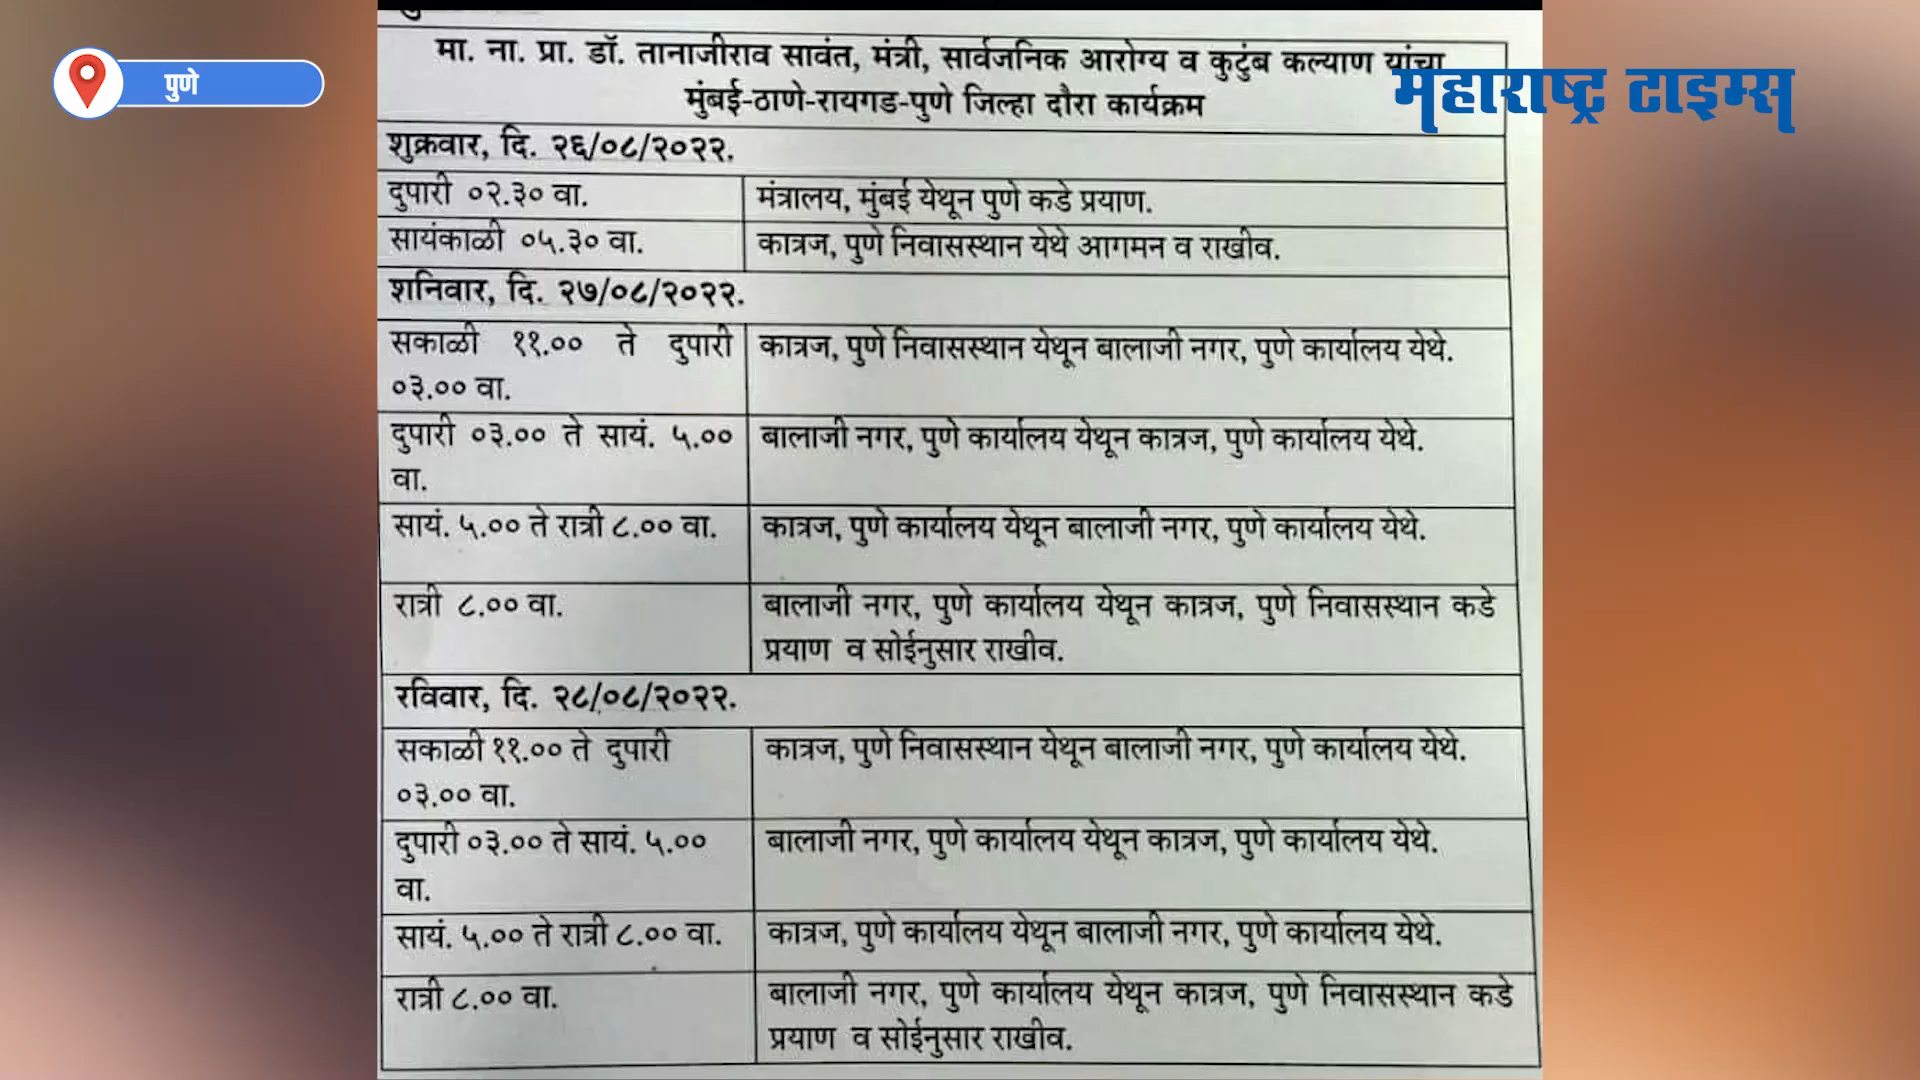 पुणे
महाराष्ट्र टाइम्स
मा. ना. प्रा. डॉ. तानाजीराव सावंत, मंत्री, सार्वजनिक आरोग्य व कुटुंब कल्याण यांचा
मुंबई-ठाणे-रायगड-पुणे जिल्हा दौरा कार्यक्रम
शुक्रवार, दि. २६/०८/२०२२.
दुपारी ०२.३० वा. मंत्रालय, मुंबई येथून पुणे कडे प्रयाण.
सायंकाळी ०५.३० वा. कात्रज, पुणे निवासस्थान येथे आगमन व राखीव.
शनिवार, दि. २७/०८/२०२२.
सकाळी ११.०० ते दुपारी कात्रज, पुणे निवासस्थान येथून बालाजी नगर, पुणे कार्यालय येथे.
०३.०० वा.
दुपारी ०३.०० ते सायं. ५.०० बालाजी नगर, पुणे कार्यालय येथून कात्रज, पुणे कार्यालय येथे.
वा.
सायं. ५.०० ते रात्री ८.०० वा. कात्रज, पुणे कार्यालय येथून बालाजी नगर, पुणे कार्यालय येथे.
रात्री ८.०० वा. बालाजी नगर, पुणे कार्यालय येथून कात्रज, पुणे निवासस्थान कडे
प्रयाण व सोईनुसार राखीव.
रविवार, दि. २८/०८/२०२२.
सकाळी ११.०० ते दुपारी कात्रज, पुणे निवासस्थान येथून बालाजी नगर, पुणे कार्यालय येथे.
०३.०० वा.
दुपारी ०३.०० ते सायं. ५.०० बालाजी नगर, पुणे कार्यालय येथून कात्रज, पुणे कार्यालय येथे.
वा.
सायं. ५.०० ते रात्री ८.०० वा. कात्रज, पुणे कार्यालय येथून बालाजी नगर, पुणे कार्यालय येथे.
रात्री ८.०० वा. बालाजी नगर, पुणे कार्यालय येथून कात्रज, पुणे निवासस्थान कडे
प्रयाण व सोईनुसार राखीव.